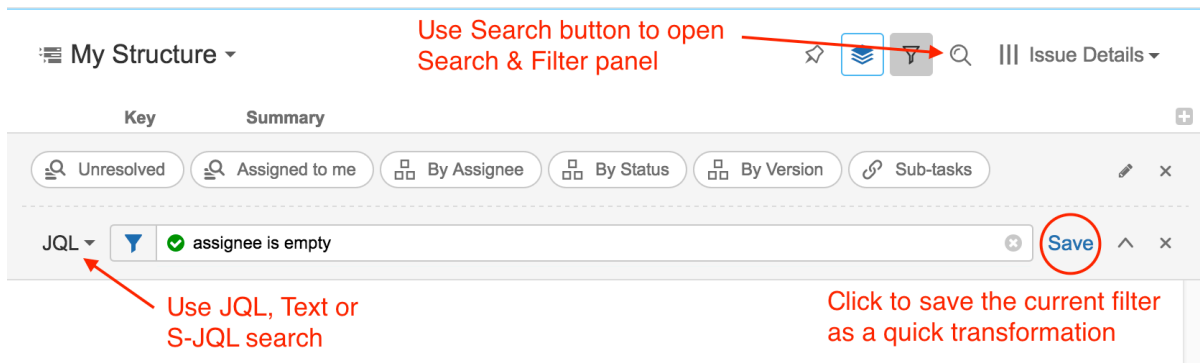 Use Search button to open
Search & Filter panel
My Structure
Issue Details
Key Summary
Unresolved Assigned to me By Assignee By Status By Version Sub-tasks
JQL assignee is empty Save
Use JQL, Text or
S-JQL search
Click to save the current filter
as a quick transformation